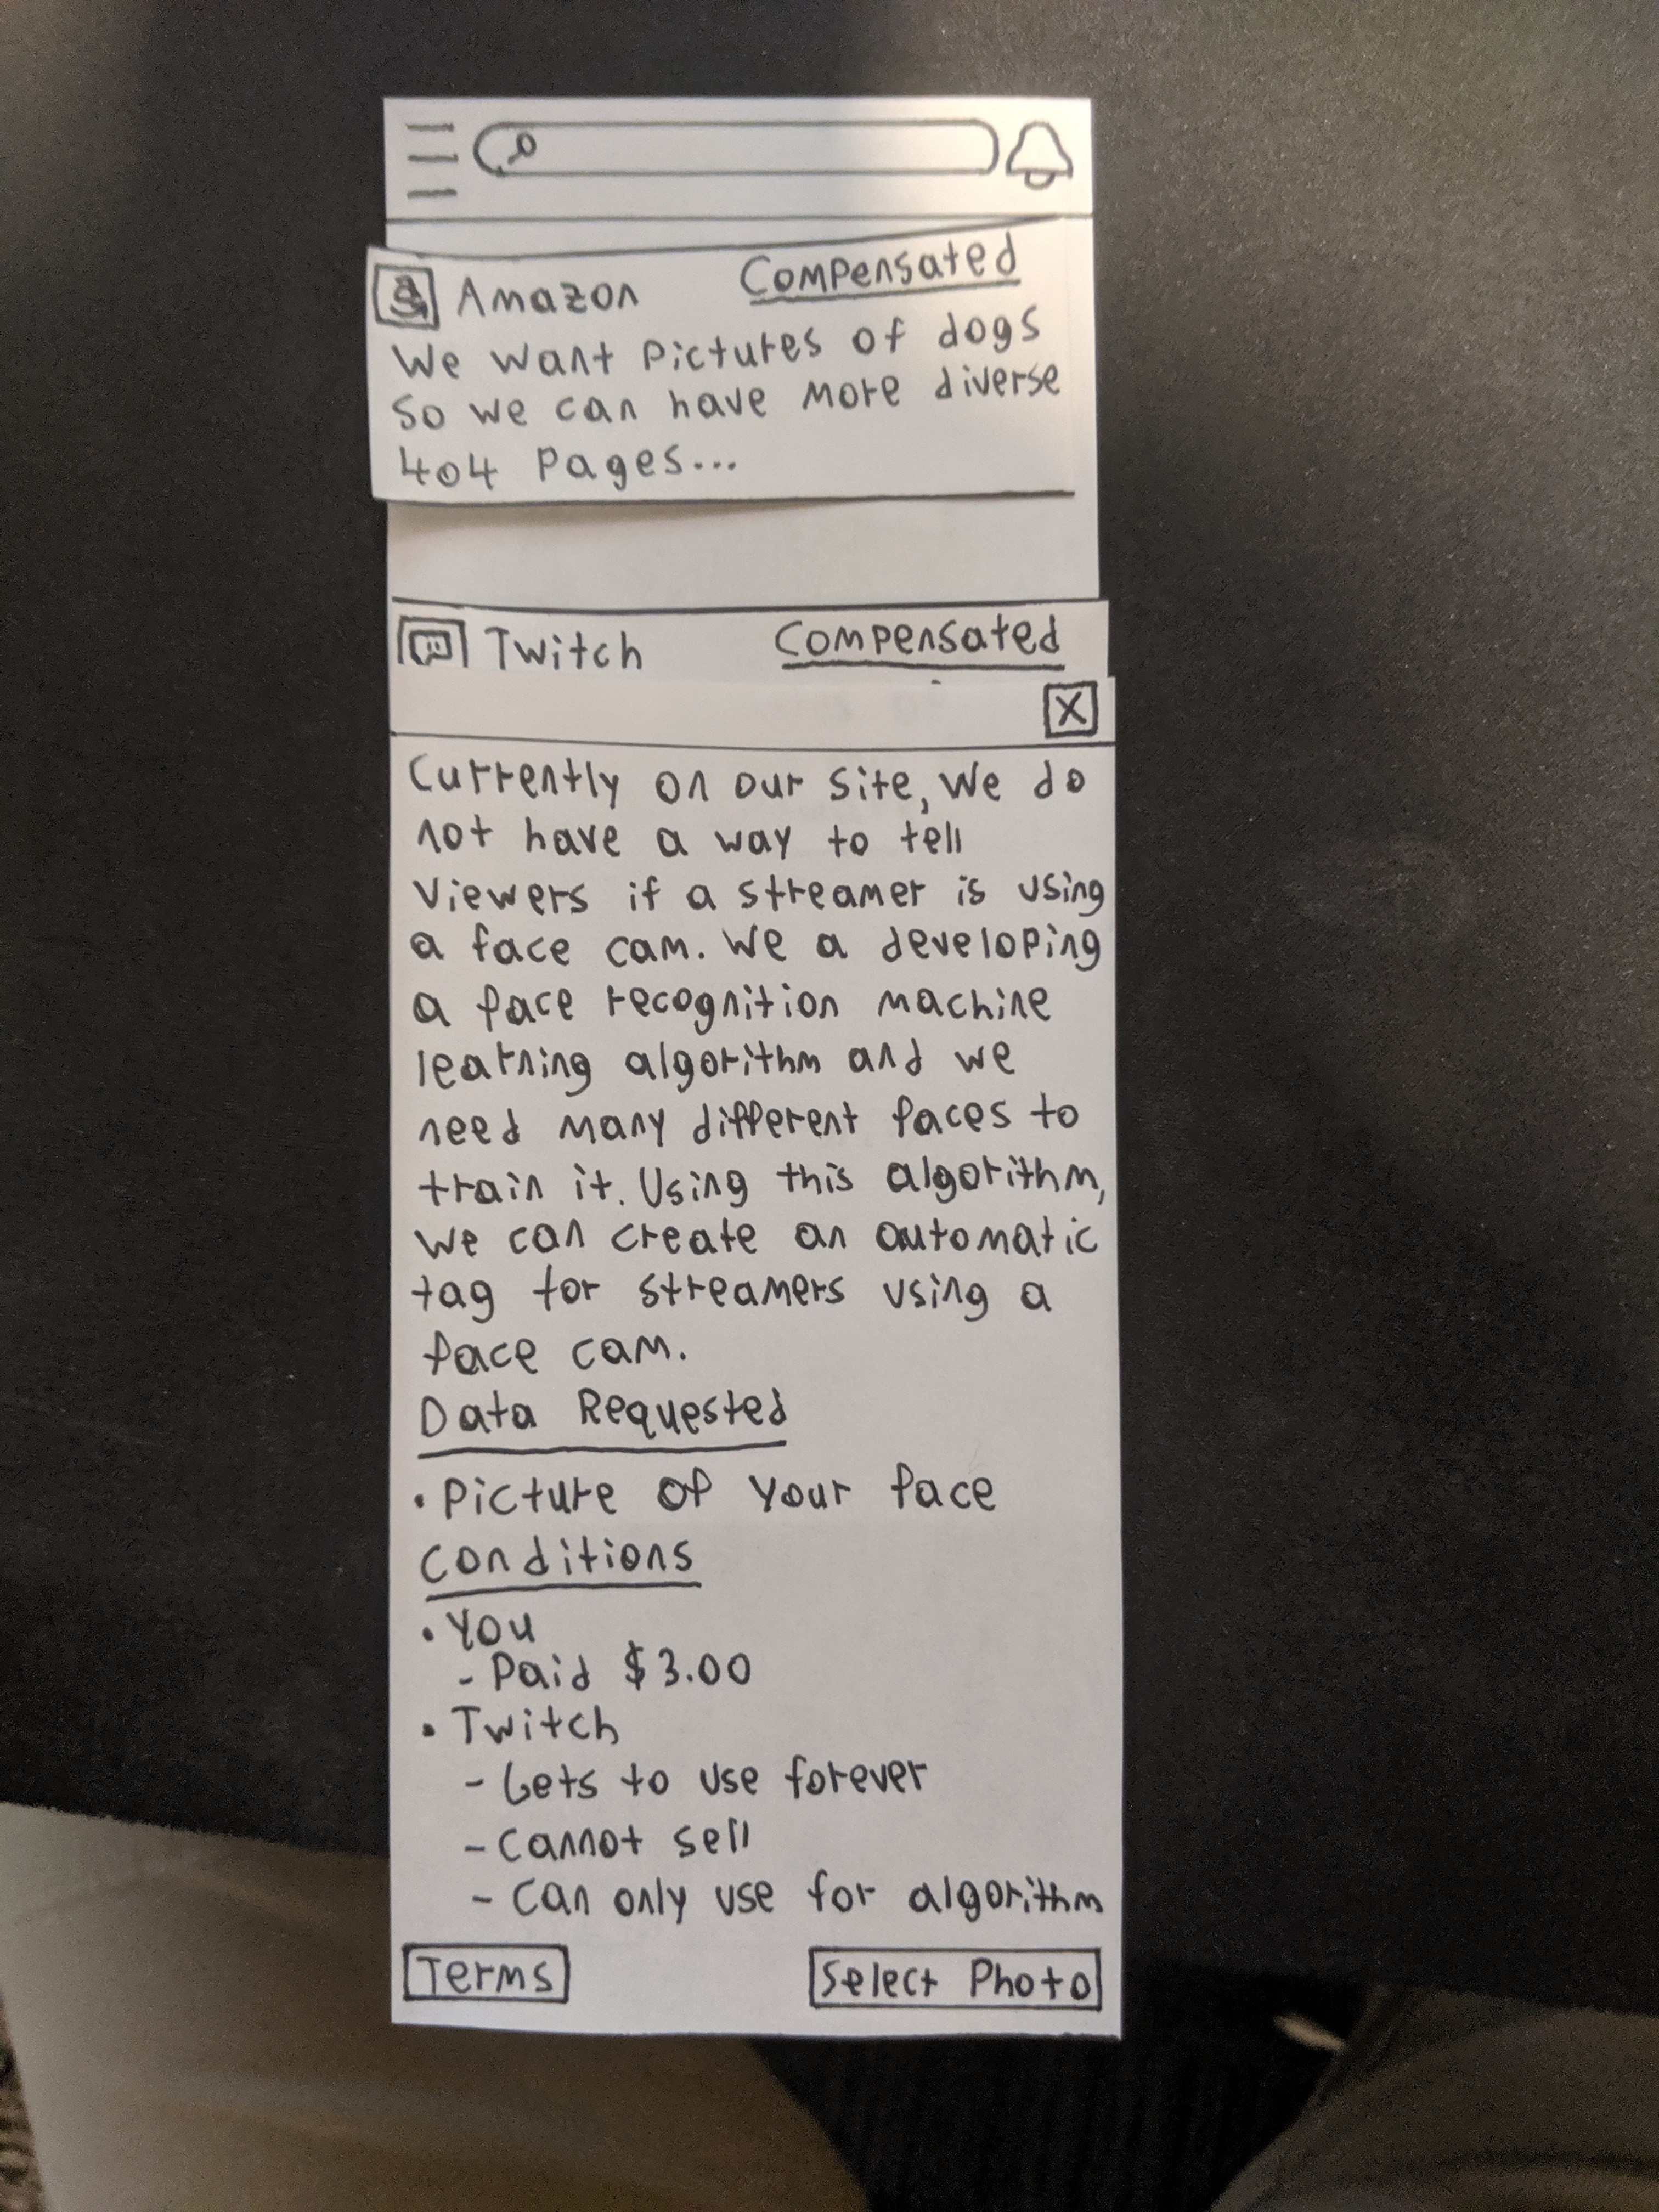 Amazon Compensated
We want pictures of dogs
So we can have more diverse
404 Pages...
Twitch Compensated
X
Currently on our site, we do
not have a way to tell
viewers if a streamer is using
a face cam. We a developing
a face recognition machine
learning algorithm and we
need many different faces to
train it. Using this algorithm,
we can create an automatic
tag for streamers using a
face cam.
Data Requested
• Picture of your face
Conditions
• You
- Paid $3.00
• Twitch
- Gets to use forever
- Cannot sell
- Can only use for algorithm
Terms Select Photo